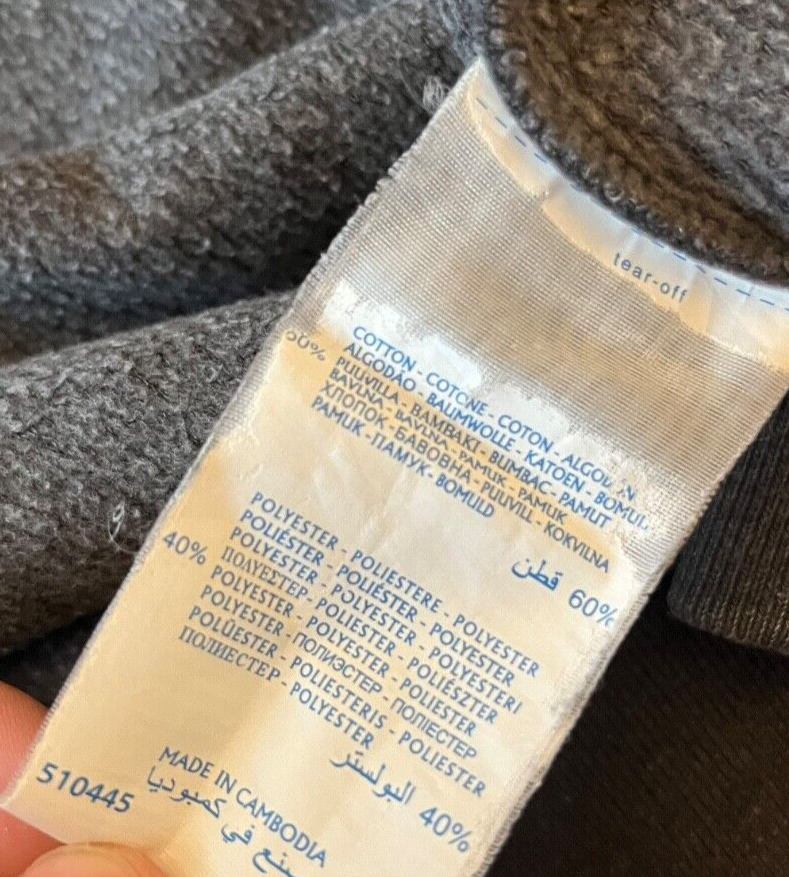 tear-off
60% COTTON - COTONE - COTON - ALGODÓN
ALGODÃO - BAUMWOLLE - KATOEN - BOMULL
PUUVILLA - BAMBAKI - BUMBAC - PAMUT
BAVLNA - BAVLNA - PAMUK - PAMUK
ХЛОПОК - БАВОВНА - PUUVILL - KOKVILNA
PAMUK - ПАМУК - BOMULD
قطن 60%
POLYESTER - POLIESTERE - POLYESTER
POLIÉSTER - POLIÉSTER - POLYESTER
40% POLYESTER - POLYESTER - POLYESTERI
ΠΟΛΥΕΣΤΕΡ - POLIESTER - POLIÉSZTER
POLYESTER - POLYESTER - POLIESTER
POLYESTER - ПОЛИЭСТЕР - ПОЛІЕСТЕР
POLÜESTER - POLIESTERIS - POLIESTER
ПОЛИЕСТЕР - POLYESTER
البولستر 40%
MADE IN CAMBODIA
510445
في كمبوديا